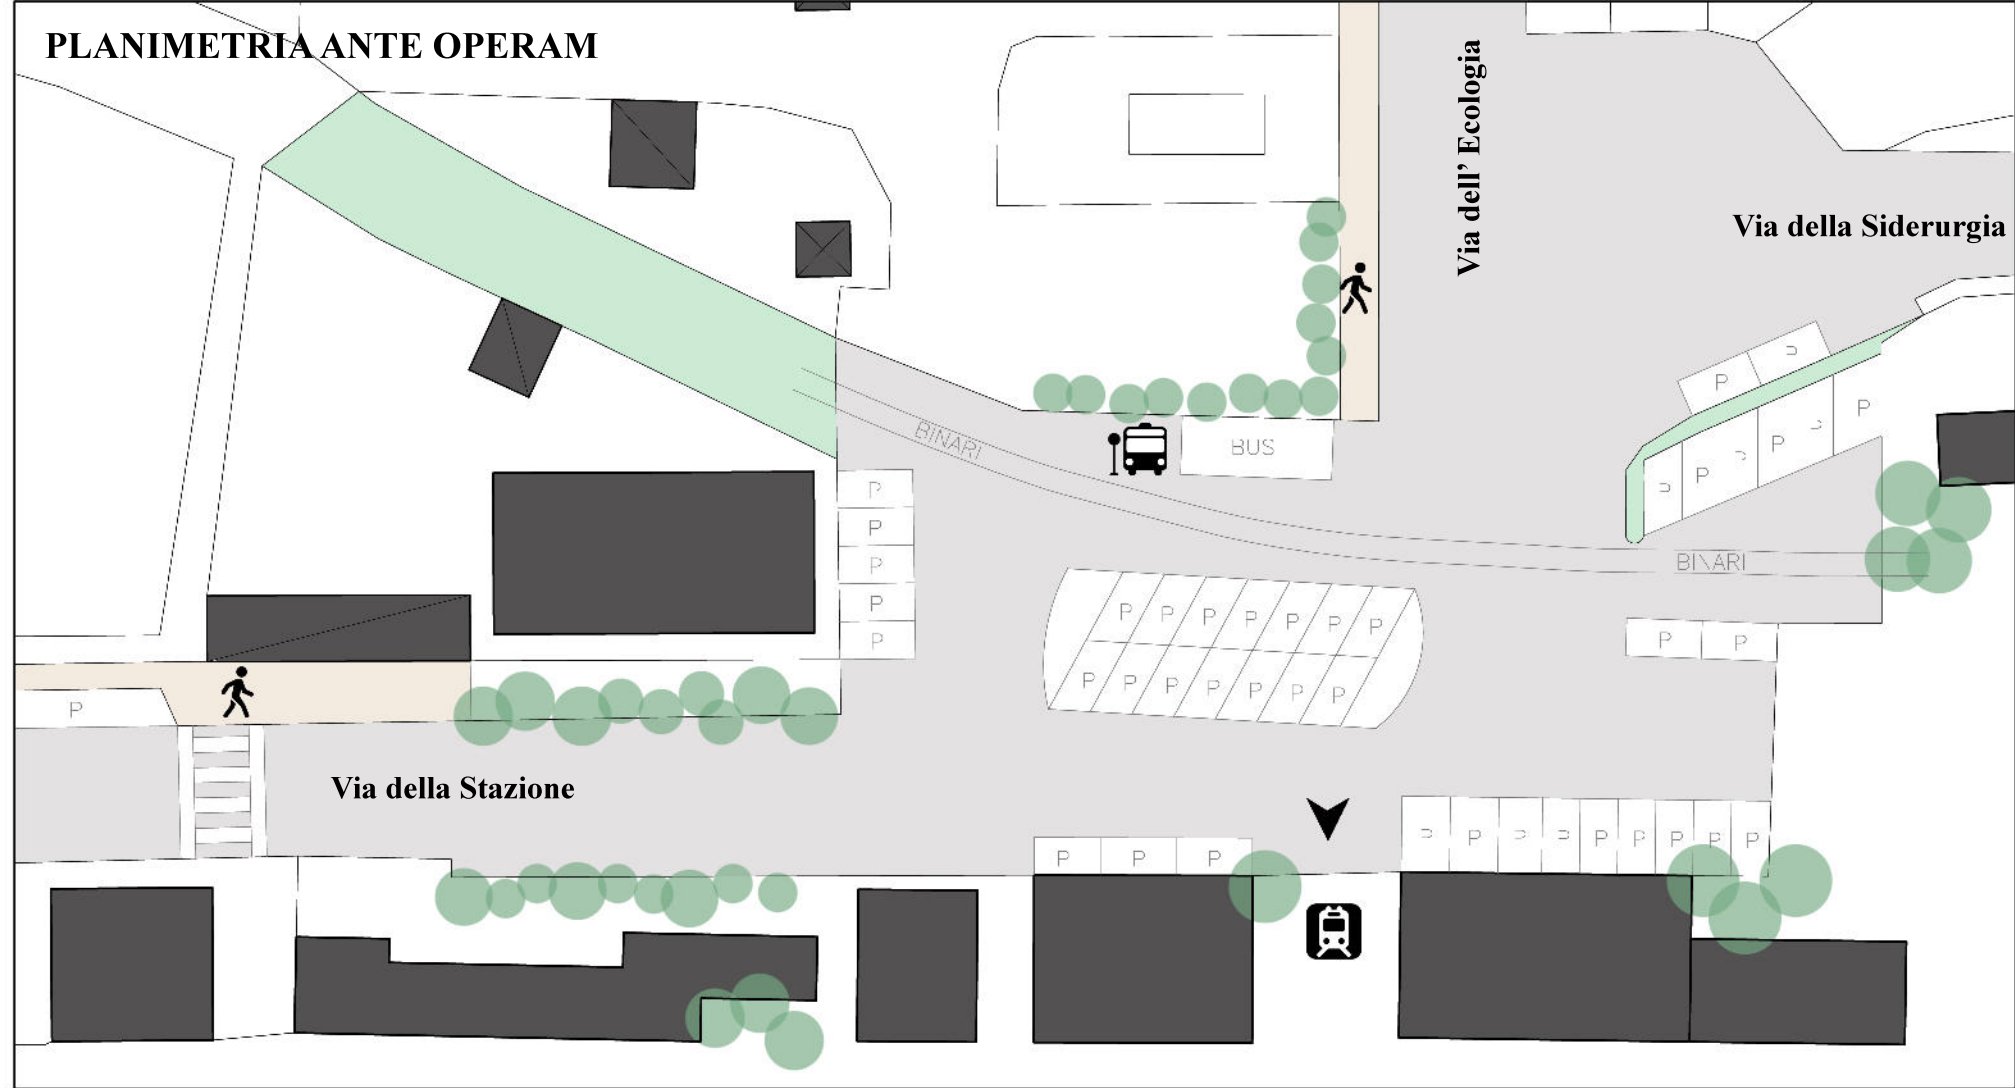 PLANIMETRIA ANTE OPERAM
Via dell' Ecologia
Via della Siderurgia
P P
P P P P P P
BINARI
BUS
P
P
P
P
P
BINARI
P P P P P P P
P P P P P P P
P P
P
Via della Stazione
P P P
P P P P P P P P P